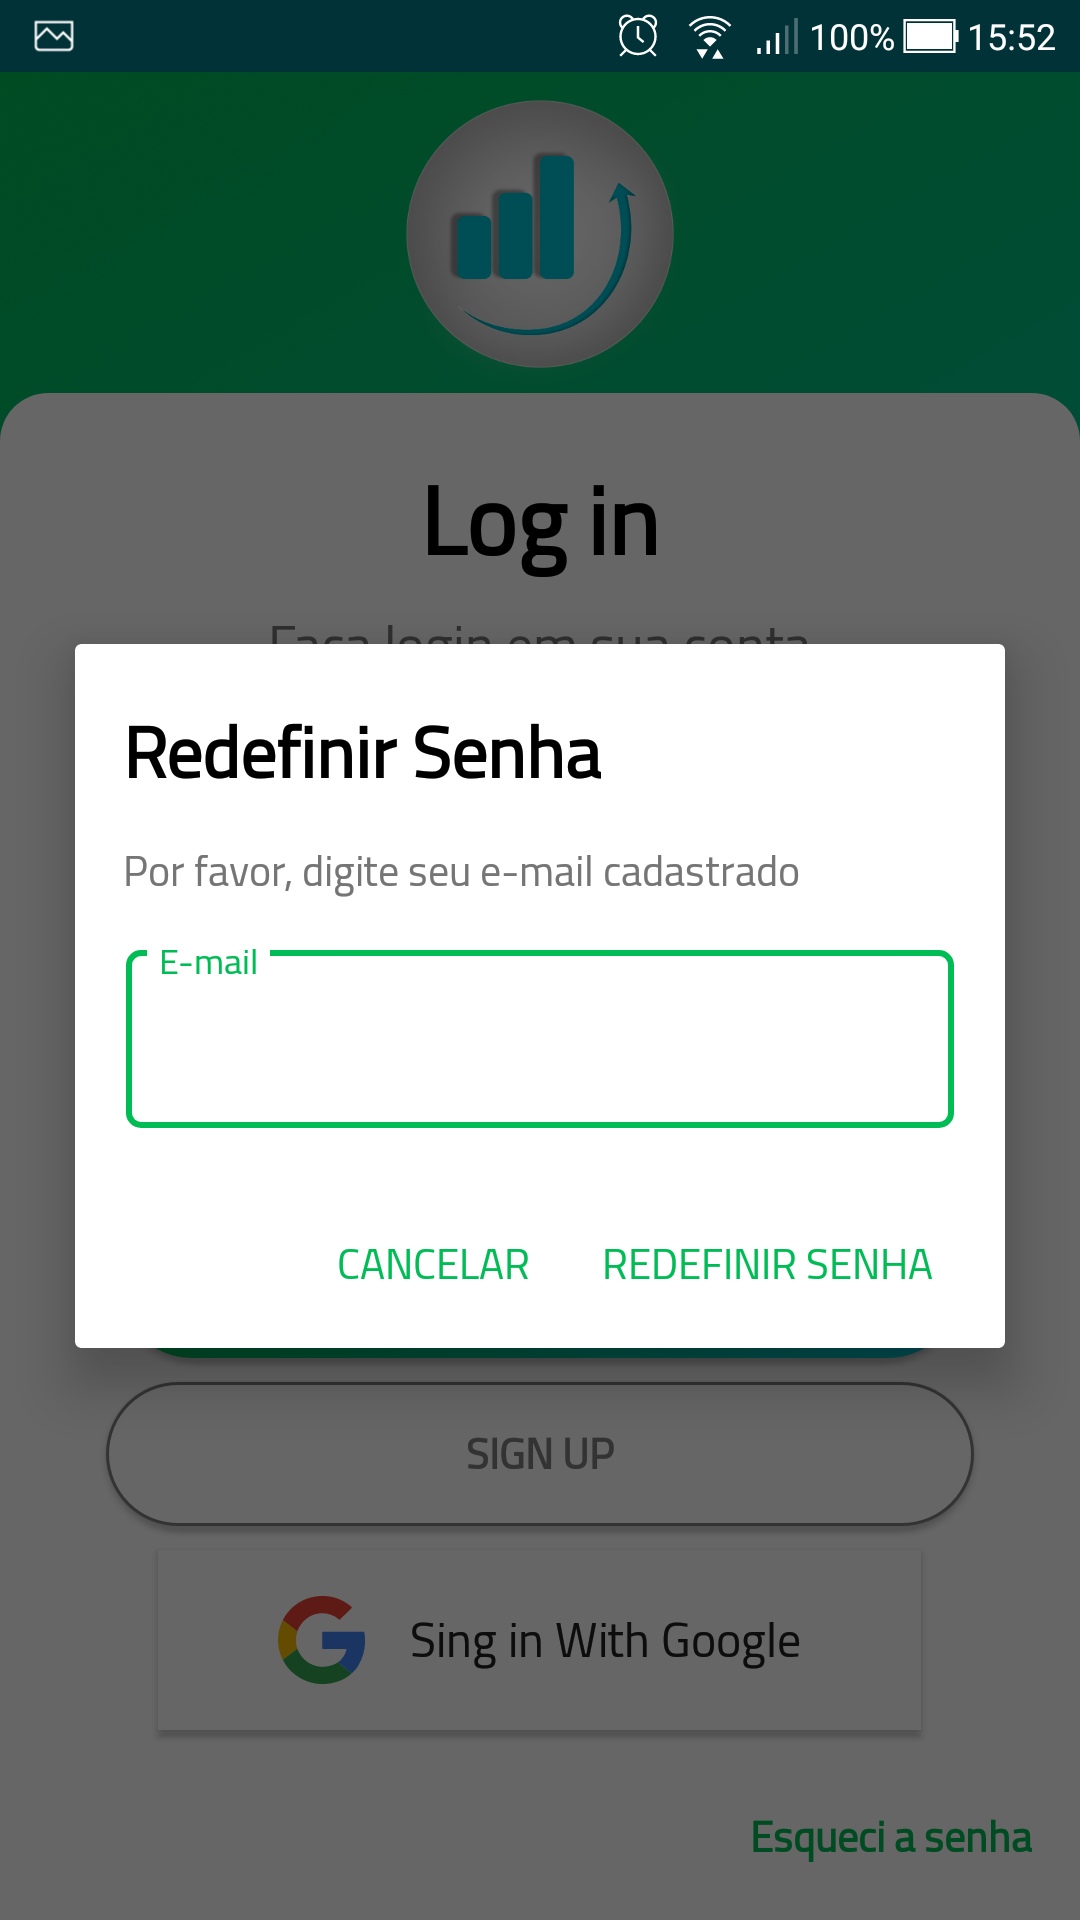 100% 15:52
Log in
Faça login em sua conta
Redefinir Senha
Por favor, digite seu e-mail cadastrado
E-mail
CANCELAR REDEFINIR SENHA
SIGN UP
Sing in With Google
Esqueci a senha